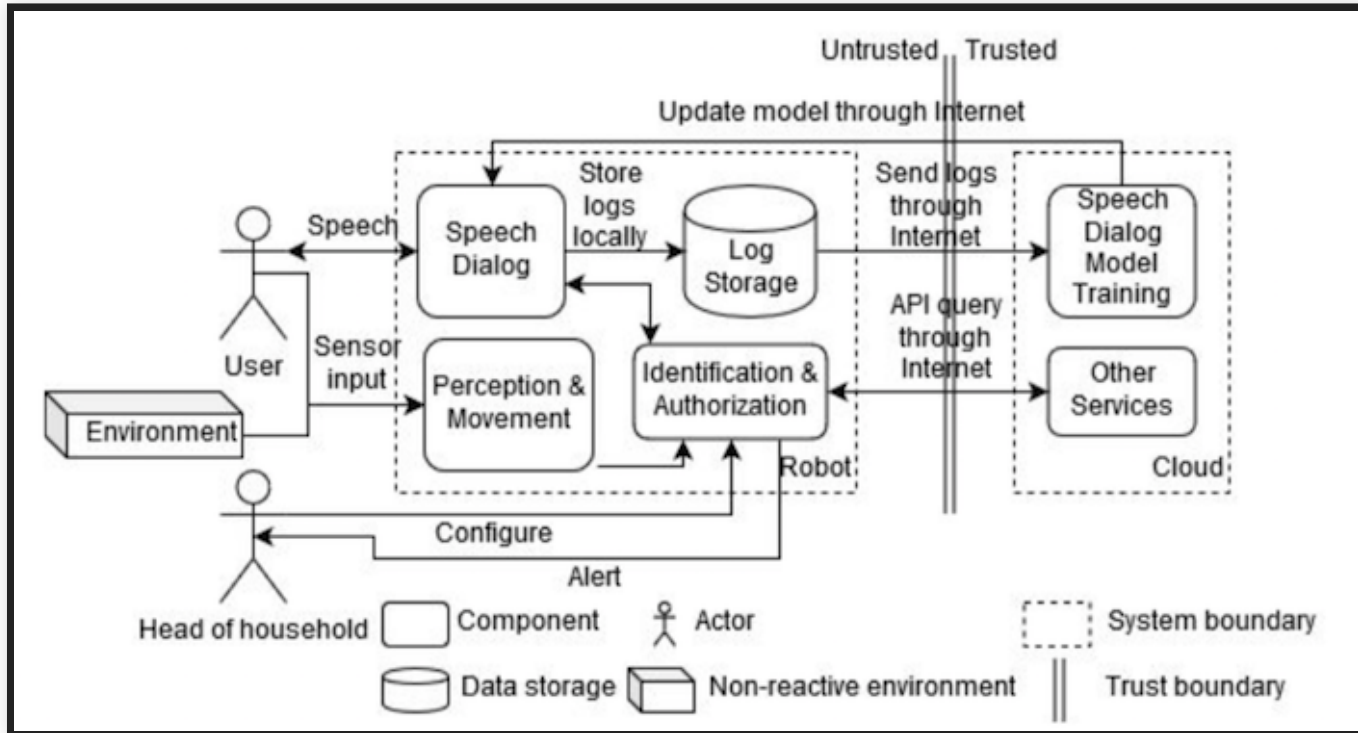 Untrusted
Trusted
Update model through Internet
Store
logs
locally
Send logs
through
Internet
Speech
Speech
Dialog
Log
Storage
Speech
Dialog
Model
Training
User
Sensor
input
API query
through
Internet
Environment
Perception &
Movement
Identification &
Authorization
Other
Services
Robot
Cloud
Configure
Alert
Head of household
Component
Actor
System boundary
Data storage
Non-reactive environment
Trust boundary